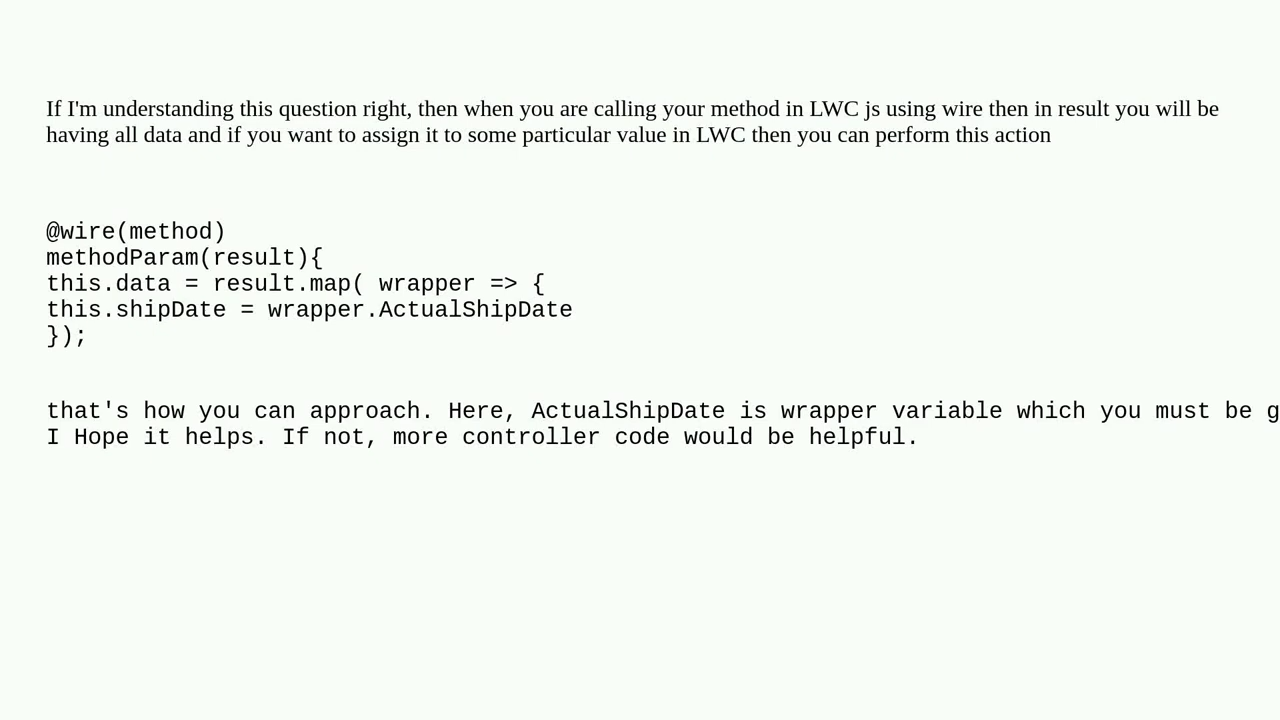 If I'm understanding this question right, then when you are calling your method in LWC js using wire then in result you will be
having all data and if you want to assign it to some particular value in LWC then you can perform this action
@wire(method)
methodParam(result){
this.data = result.map( wrapper => {
this.shipDate = wrapper.ActualShipDate
});
that's how you can approach. Here, ActualShipDate is wrapper variable which you must be
I Hope it helps. If not, more controller code would be helpful.